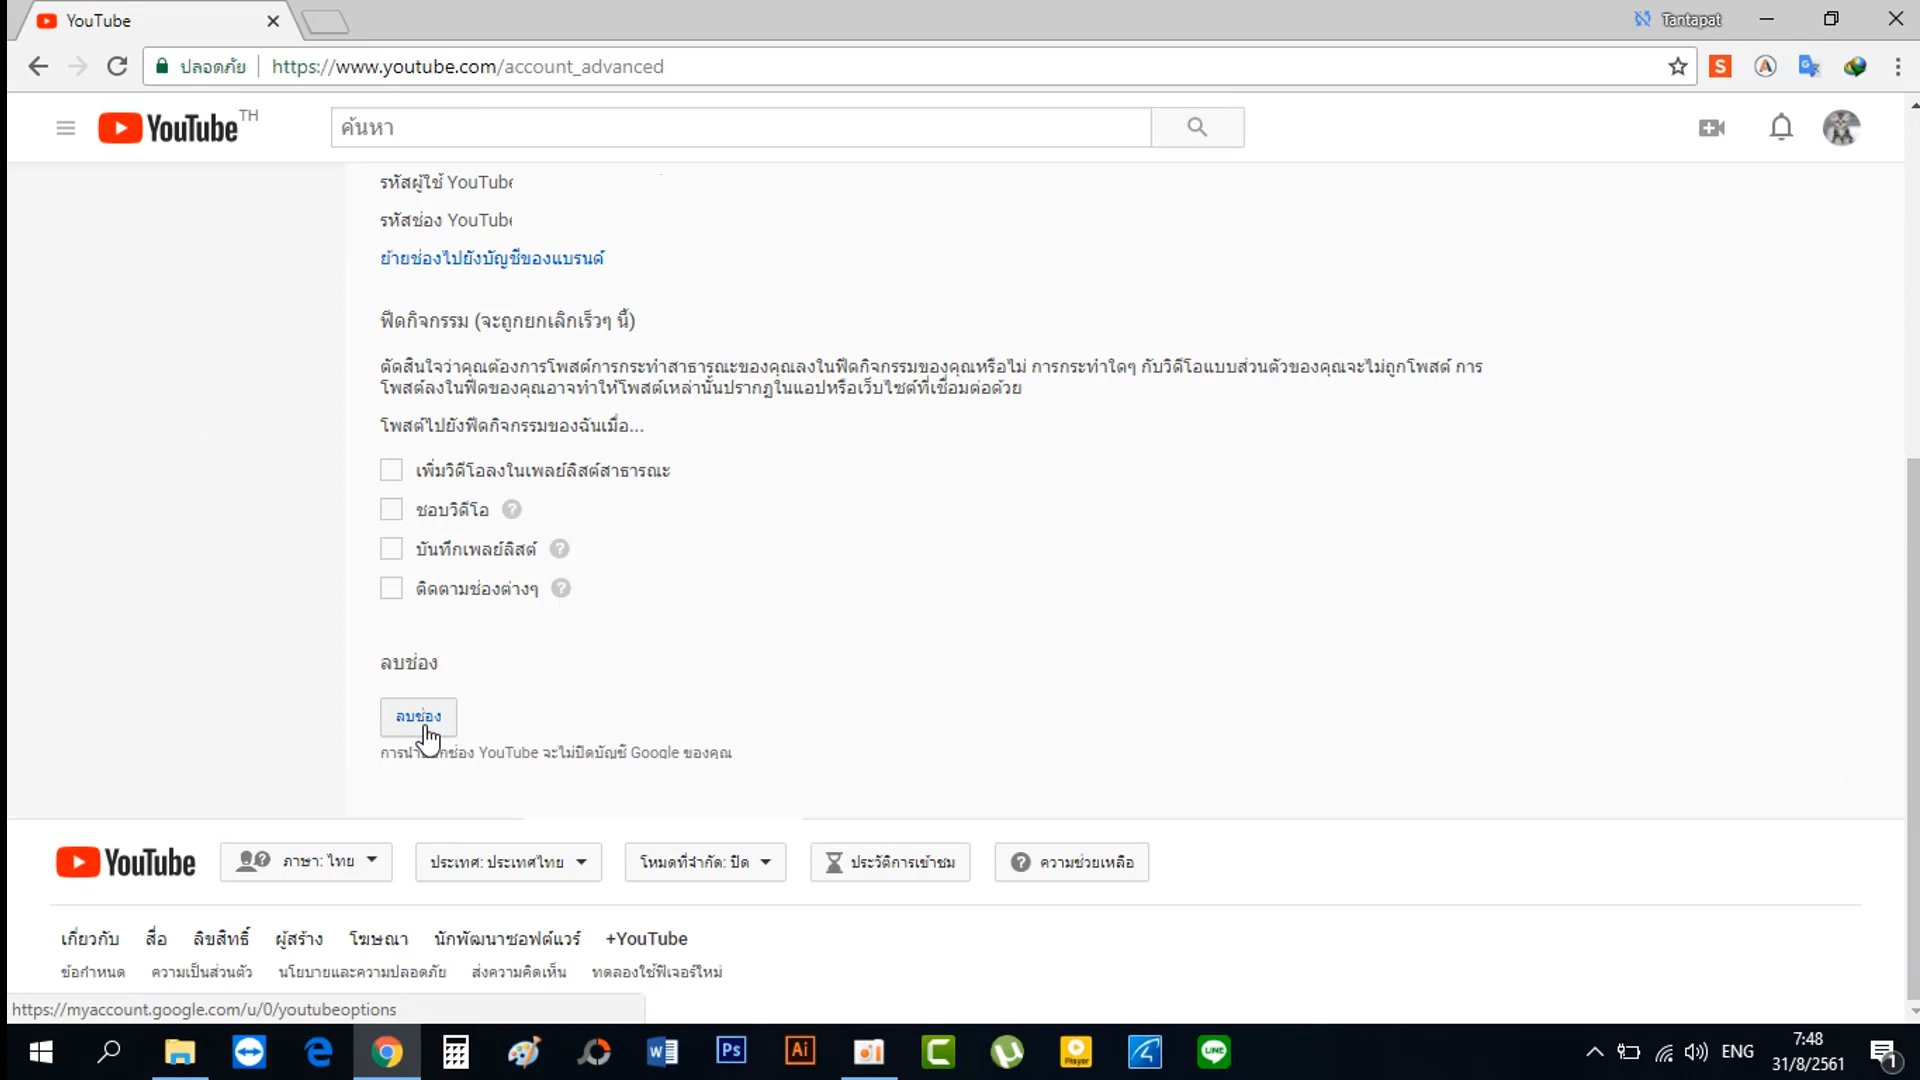 YouTube
Tantapat
ปลอดภัย
https://www.youtube.com/account_advanced
YouTube TH
ค้นหา
รหัสผู้ใช้ YouTube
รหัสช่อง YouTube
ย้ายช่องไปยังบัญชีของแบรนด์
ฟีดกิจกรรม (จะถูกยกเลิกเร็วๆ นี้)
ตัดสินใจว่าคุณต้องการโพสต์การกระทำสาธารณะของคุณลงในฟีดกิจกรรมของคุณหรือไม่ การกระทำใดๆ กับวิดีโอแบบส่วนตัวของคุณจะไม่ถูกโพสต์ การ
โพสต์ลงในฟีดของคุณอาจทำให้โพสต์เหล่านั้นปรากฏในแอปหรือเว็บไซต์ที่เชื่อมต่อด้วย
โพสต์ไปยังฟีดกิจกรรมของฉันเมื่อ...
เพิ่มวิดีโอลงในเพลย์ลิสต์สาธารณะ
ชอบวิดีโอ ?
บันทึกเพลย์ลิสต์ ?
ติดตามช่องต่างๆ ?
ลบช่อง
ลบช่อง
ช่อง YouTube จะไม่ปิดบัญชี Google ของคุณ
YouTube ภาษา: ไทย ประเทศ: ประเทศไทย โหมดที่จำกัด: ปิด ประวัติการเข้าชม ความช่วยเหลือ
เกี่ยวกับ สื่อ ลิขสิทธิ์ ผู้สร้าง โฆษณา นักพัฒนาซอฟต์แวร์ +YouTube
ข้อกำหนด ความเป็นส่วนตัว นโยบายและความปลอดภัย ส่งความคิดเห็น ทดลองใช้ฟีเจอร์ใหม่
https://myaccount.google.com/u/0/youtubeoptions
Ps Ai Player LINE ENG
7:48
31/8/2561
1